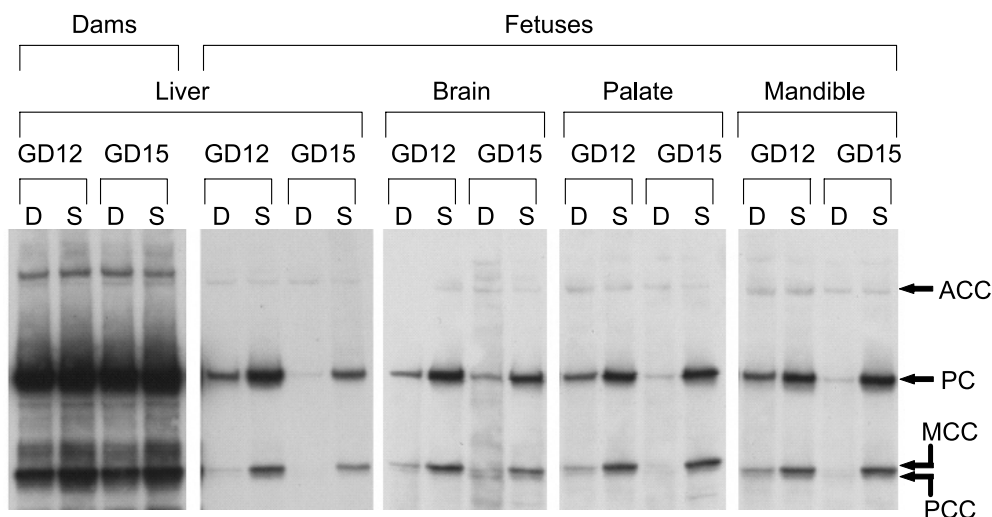 Dams Fetuses
Liver Brain Palate Mandible
GD12 GD15 GD12 GD15 GD12 GD15 GD12 GD15 GD12 GD15
D S D S D S D S D S D S D S D S D S D S
ACC
PC
MCC
PCC